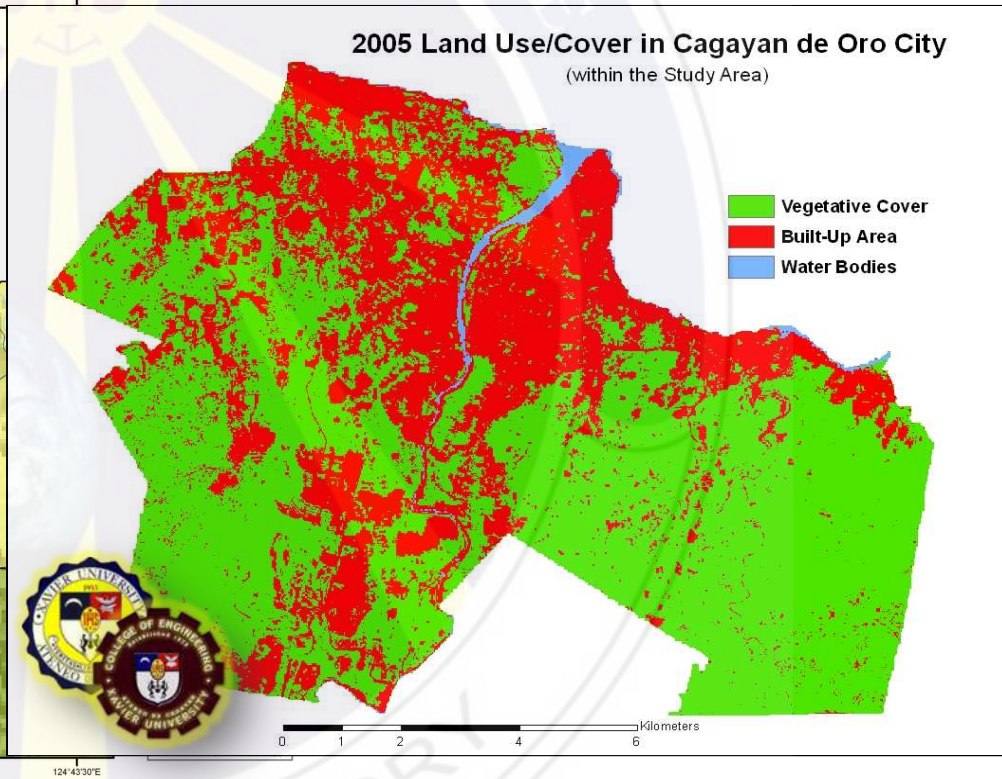 2005 Land Use/Cover in Cagayan de Oro City
(within the Study Area)
Vegetative Cover
Built-Up Area
Water Bodies
XAVIER UNIVERSITY
ATENEO
COLLEGE OF ENGINEERING
XAVIER UNIVERSITY
Kilometers
0 1 2 4 6
124°43'30"E